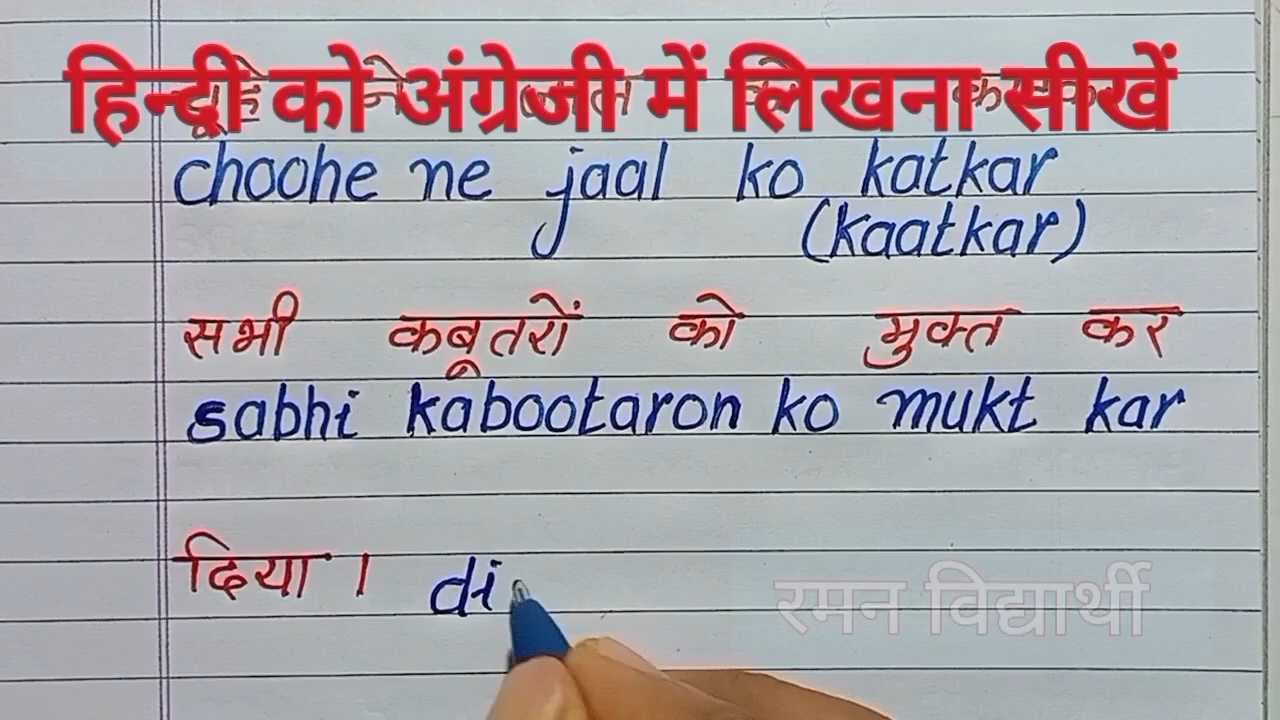 हिन्दी को अंग्रेजी में लिखना सीखें
choohe ne jaal ko katkar
(kaatkar)
सभी कबूतरों को मुक्त कर
sabhi kabootaron ko mukt kar
दिया । di
रमन विद्यार्थी